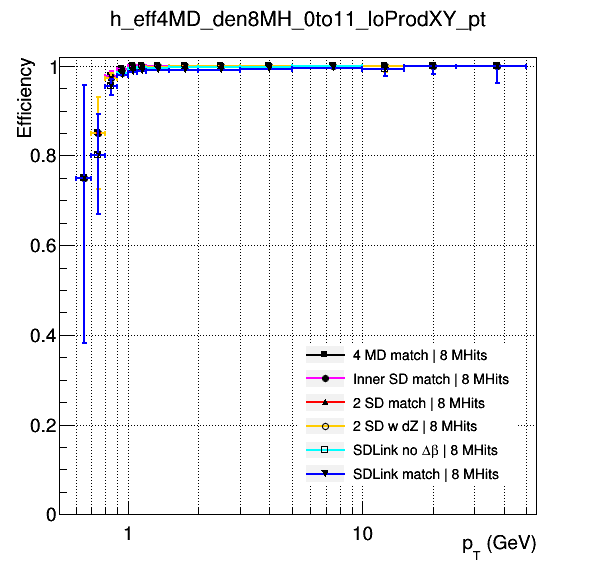 h_eff4MD_den8MH_0to11_loProdXY_pt
Efficiency
1
0.8
0.6
0.4
0.2
0
4 MD match | 8 MHits
Inner SD match | 8 MHits
2 SD match | 8 MHits
2 SD w dZ | 8 MHits
SDLink no Δβ | 8 MHits
SDLink match | 8 MHits
1
10
p_T (GeV)